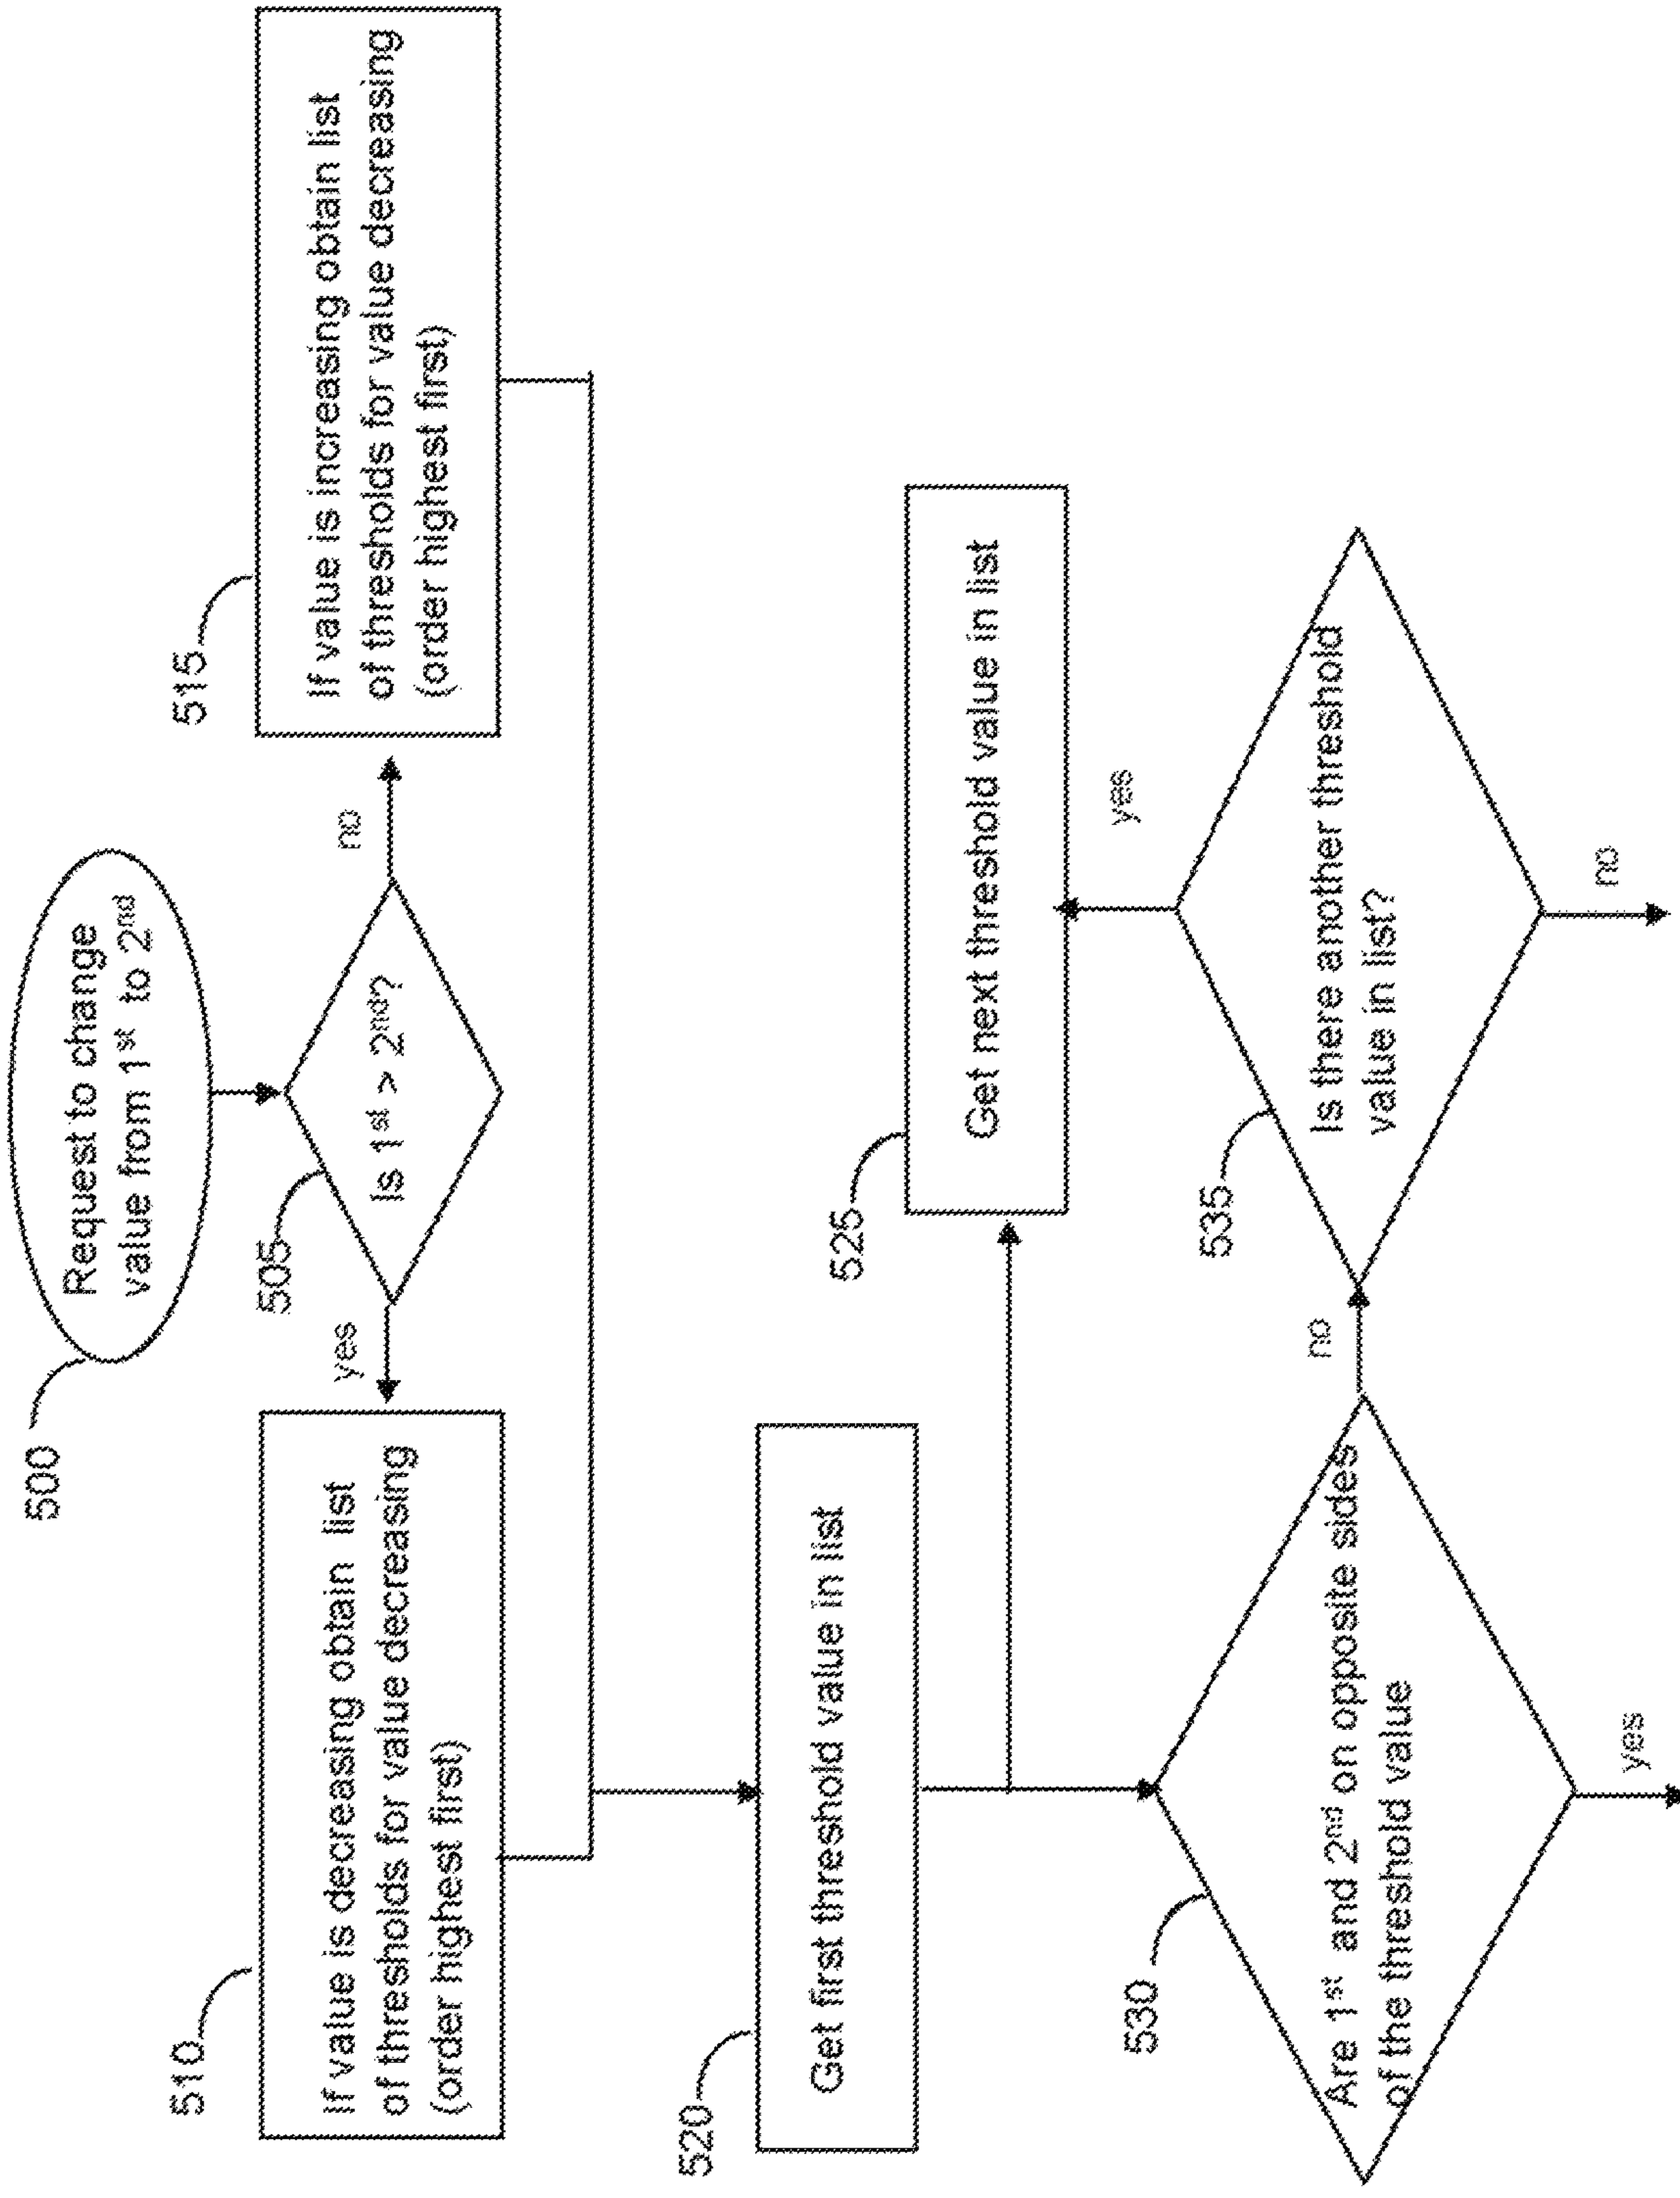 500
Request to change
value from 1st to 2nd
505
Is 1st > 2nd?
yes
no
510
If value is decreasing obtain list
of thresholds for value decreasing
(order highest first)
515
If value is increasing obtain list
of thresholds for value decreasing
(order highest first)
520
Get first threshold value in list
525
Get next threshold value in list
530
Are 1st and 2nd on opposite sides
of the threshold value
no
yes
535
Is there another threshold
value in list?
yes
no